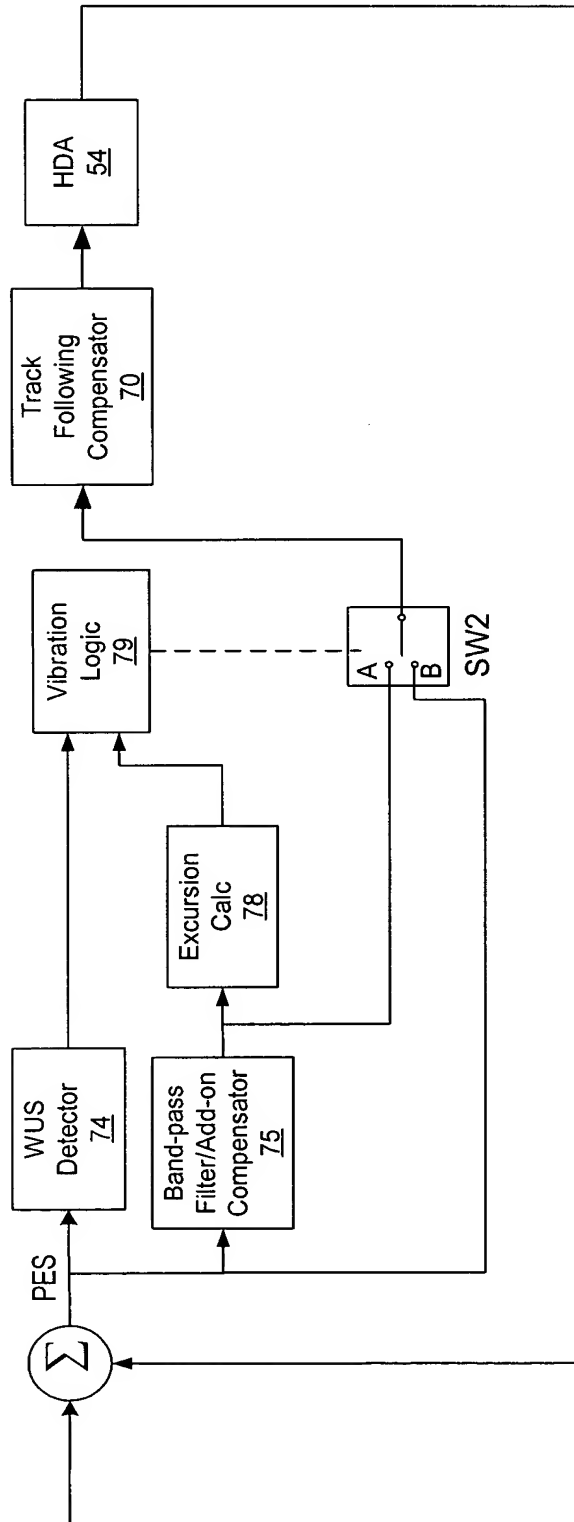 Σ
PES
WUS
Detector
74
Band-pass
Filter/Add-on
Compensator
75
Excursion
Calc
78
Vibration
Logic
79
A
B
SW2
Track
Following
Compensator
70
HDA
54